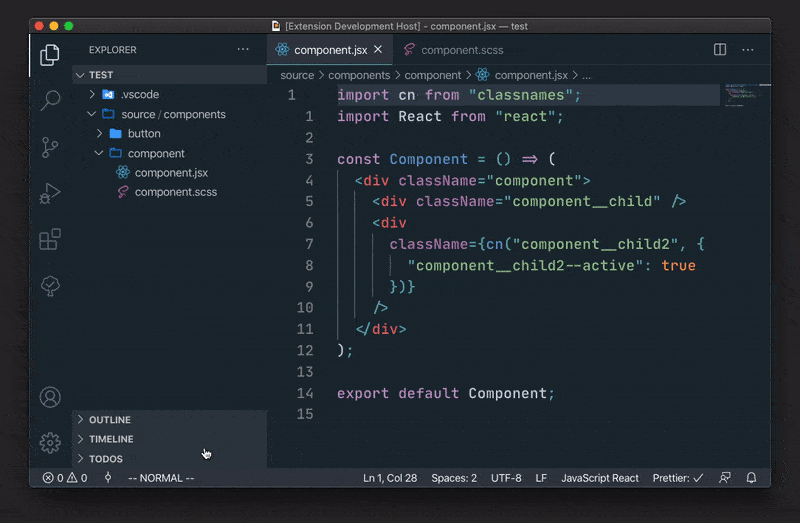 [Extension Development Host] - component.jsx — test
EXPLORER
TEST
.vscode
source / components
button
component
component.jsx
component.scss
OUTLINE
TIMELINE
TODOS
component.jsx
component.scss
source > components > component > component.jsx > ...
1 import cn from "classnames";
1 import React from "react";
2
3 const Component = () => (
4 <div className="component">
5 <div className="component__child" />
6 <div
7 className={cn("component__child2", {
8 "component__child2--active": true
9 })}
10 />
11 </div>
12 );
13
14 export default Component;
15
0 0 -- NORMAL -- Ln 1, Col 28 Spaces: 2 UTF-8 LF JavaScript React Prettier: ✓